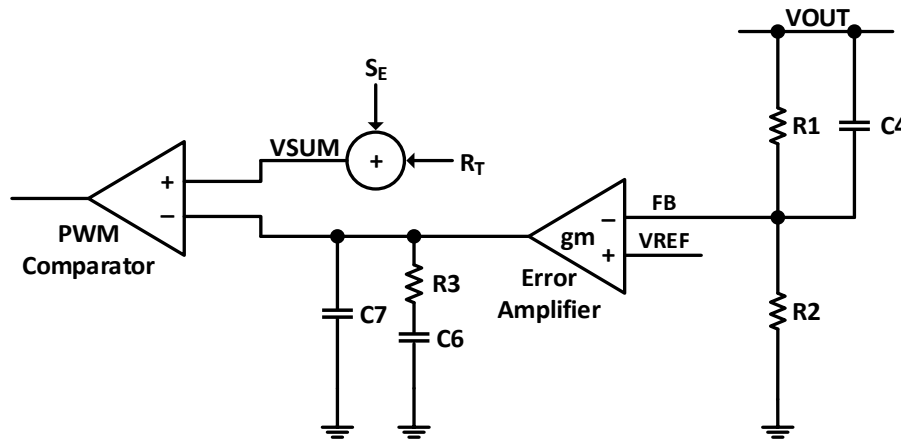 VOUT
S_E
R1
C4
VSUM
+
R_T
+
−
PWM
Comparator
FB
−
gm
VREF
+
Error
Amplifier
R3
C7
C6
R2